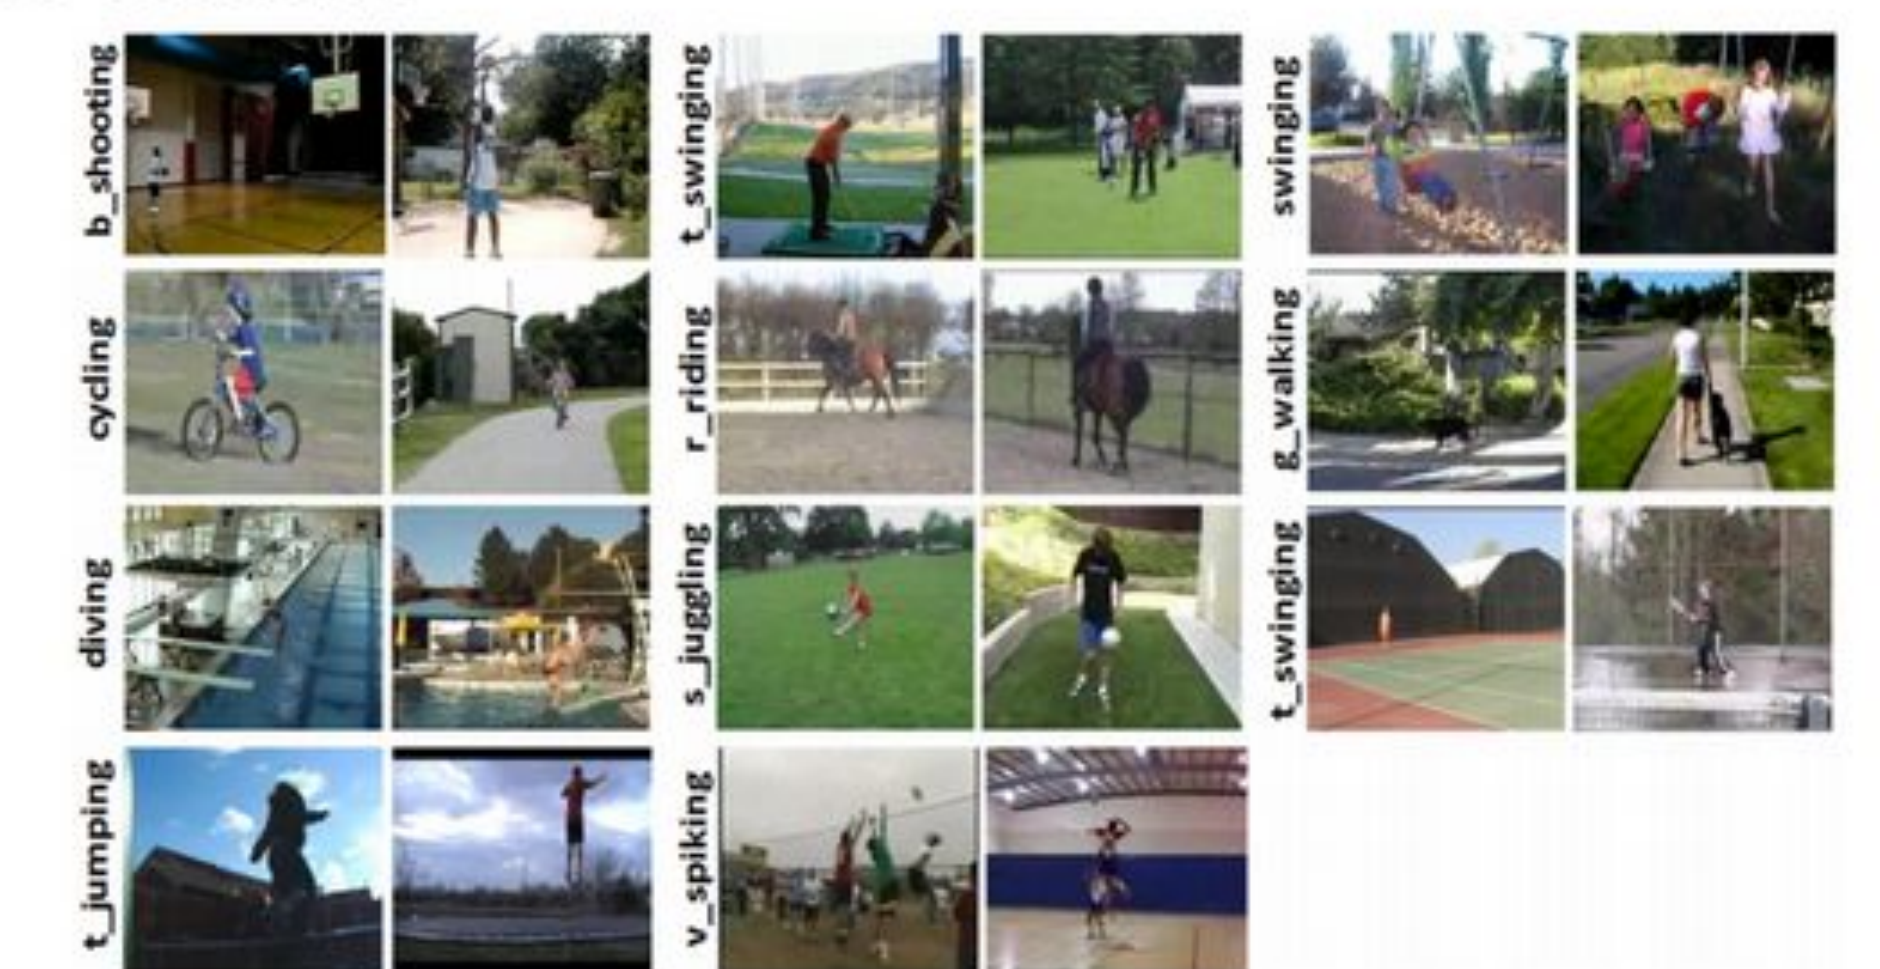 b_shooting
t_swinging
swinging
cycling
r_riding
g_walking
diving
s_juggling
t_swinging
t_jumping
v_spiking